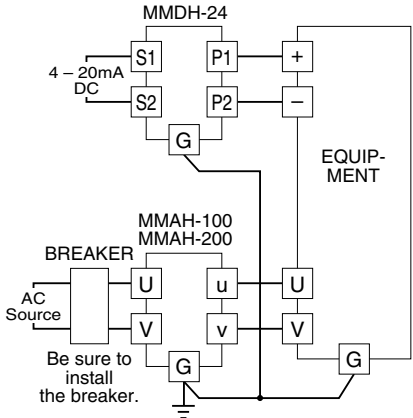 MMDH-24
S1 P1 +
4 – 20mA
DC
S2 P2 –
G
EQUIP-
MENT
MMAH-100
MMAH-200
BREAKER
U u U
AC
Source
V v V
G
G
Be sure to
install
the breaker.